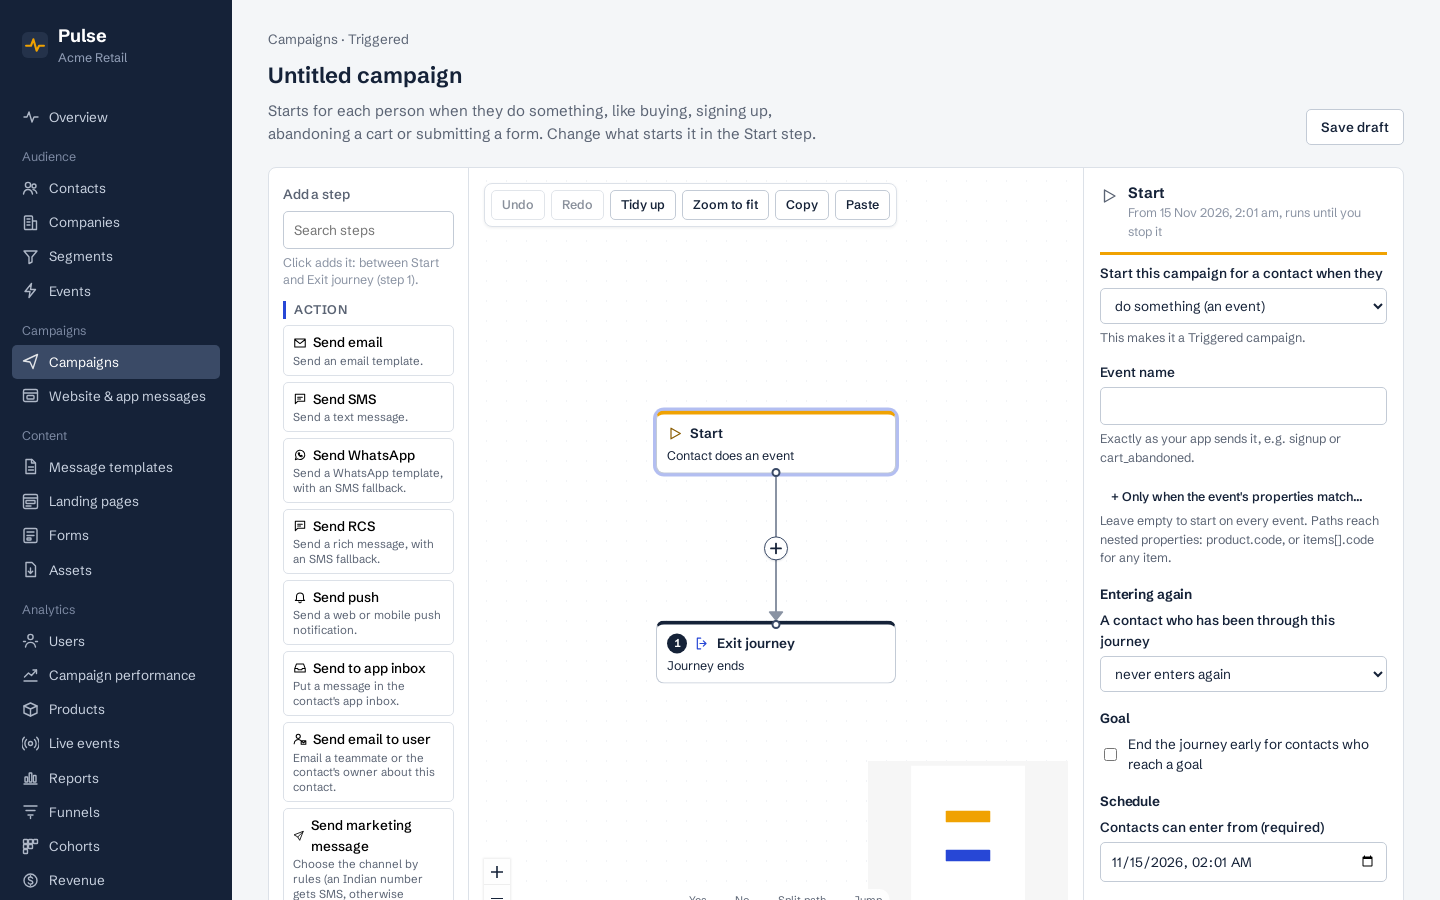 Pulse
Acme Retail
Overview
Audience
Contacts
Companies
Segments
Events
Campaigns
Campaigns
Website & app messages
Content
Message templates
Landing pages
Forms
Assets
Analytics
Users
Campaign performance
Products
Live events
Reports
Funnels
Cohorts
Revenue
Campaigns · Triggered
Untitled campaign
Starts for each person when they do something, like buying, signing up,
abandoning a cart or submitting a form. Change what starts it in the Start step.
Save draft
Add a step
Search steps
Click adds it: between Start
and Exit journey (step 1).
ACTION
Send email
Send an email template.
Send SMS
Send a text message.
Send WhatsApp
Send a WhatsApp template,
with an SMS fallback.
Send RCS
Send a rich message, with
an SMS fallback.
Send push
Send a web or mobile push
notification.
Send to app inbox
Put a message in the
contact's app inbox.
Send email to user
Email a teammate or the
contact's owner about this
contact.
Send marketing
message
Choose the channel by
rules (an Indian number
gets SMS, otherwise
Undo
Redo
Tidy up
Zoom to fit
Copy
Paste
Start
Contact does an event
1
Exit journey
Journey ends
Yes
No
Split path
Jump
Start
From 15 Nov 2026, 2:01 am, runs until you
stop it
Start this campaign for a contact when they
do something (an event)
This makes it a Triggered campaign.
Event name
Exactly as your app sends it, e.g. signup or
cart_abandoned.
+ Only when the event's properties match...
Leave empty to start on every event. Paths reach
nested properties: product.code, or items[].code
for any item.
Entering again
A contact who has been through this
journey
never enters again
Goal
End the journey early for contacts who
reach a goal
Schedule
Contacts can enter from (required)
11/15/2026, 02:01 AM